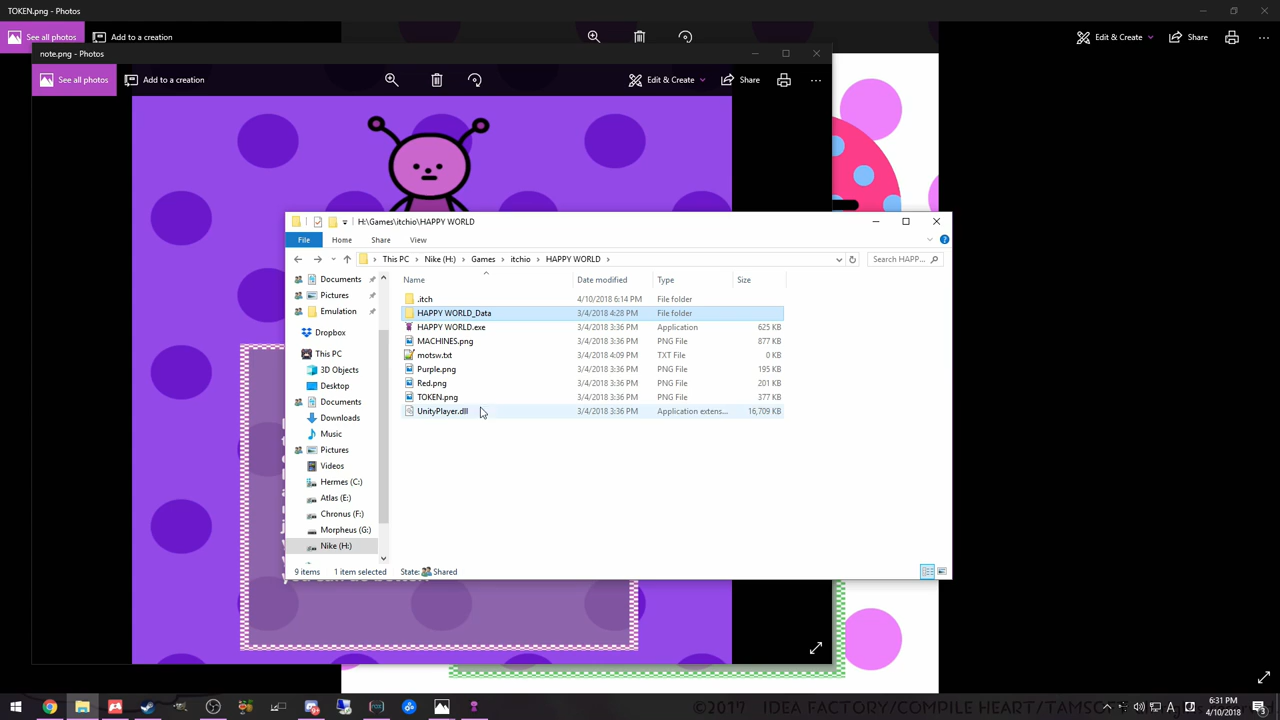 TOKEN.png - Photos
See all photos
Add to a creation
Edit & Create
Share
note.png - Photos
See all photos
Add to a creation
Edit & Create
Share
H:\Games\itchio\HAPPY WORLD
File
Home
Share
View
This PC
Nike (H:)
Games
itchio
HAPPY WORLD
Search HAPP...
Name
Date modified
Type
Size
Documents
Pictures
Emulation
Dropbox
This PC
3D Objects
Desktop
Documents
Downloads
Music
Pictures
Videos
Hermes (C:)
Atlas (E:)
Chronus (F:)
Morpheus (G:)
Nike (H:)
.itch 4/10/2018 6:14 PM File folder
HAPPY WORLD_Data 3/4/2018 4:28 PM File folder
HAPPY WORLD.exe 3/4/2018 3:36 PM Application 625 KB
MACHINES.png 3/4/2018 3:36 PM PNG File 877 KB
motsw.txt 3/4/2018 4:09 PM TXT File 0 KB
Purple.png 3/4/2018 3:36 PM PNG File 195 KB
Red.png 3/4/2018 3:36 PM PNG File 201 KB
TOKEN.png 3/4/2018 3:36 PM PNG File 377 KB
UnityPlayer.dll 3/4/2018 3:36 PM Application extens... 16,709 KB
9 items
1 item selected
State: Shared
©2017 IDEA FACTORY/COMPILE HEART/TAMSO
6:31 PM
4/10/2018